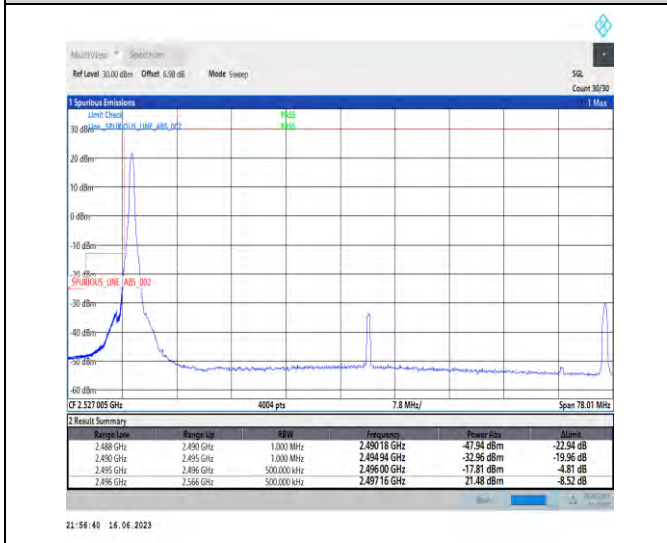 MultiView Spectrum
Ref Level 30.00 dBm Offset 6.98 dB Mode Sweep SGL
Count 30/30
1 Spurious Emissions 1 Max
Limit Check PASS
Line _SPURIOUS_LINE_ABS_002 PASS
30 dBm
20 dBm
10 dBm
0 dBm
-10 dBm
-20 dBm
_SPURIOUS_LINE_ABS_002
-30 dBm
-40 dBm
-50 dBm
-60 dBm
CF 2.527 005 GHz 4004 pts 7.8 MHz/ Span 78.01 MHz
2 Result Summary
Range Low Range Up RBW Frequency Power Abs ΔLimit
2.488 GHz 2.490 GHz 1.000 MHz 2.490 18 GHz -47.94 dBm -22.94 dB
2.490 GHz 2.495 GHz 1.000 MHz 2.494 94 GHz -32.96 dBm -19.96 dB
2.495 GHz 2.496 GHz 500.000 kHz 2.496 00 GHz -17.81 dBm -4.81 dB
2.496 GHz 2.566 GHz 500.000 kHz 2.497 16 GHz 21.48 dBm -8.52 dB
21:56:40 16.06.2023